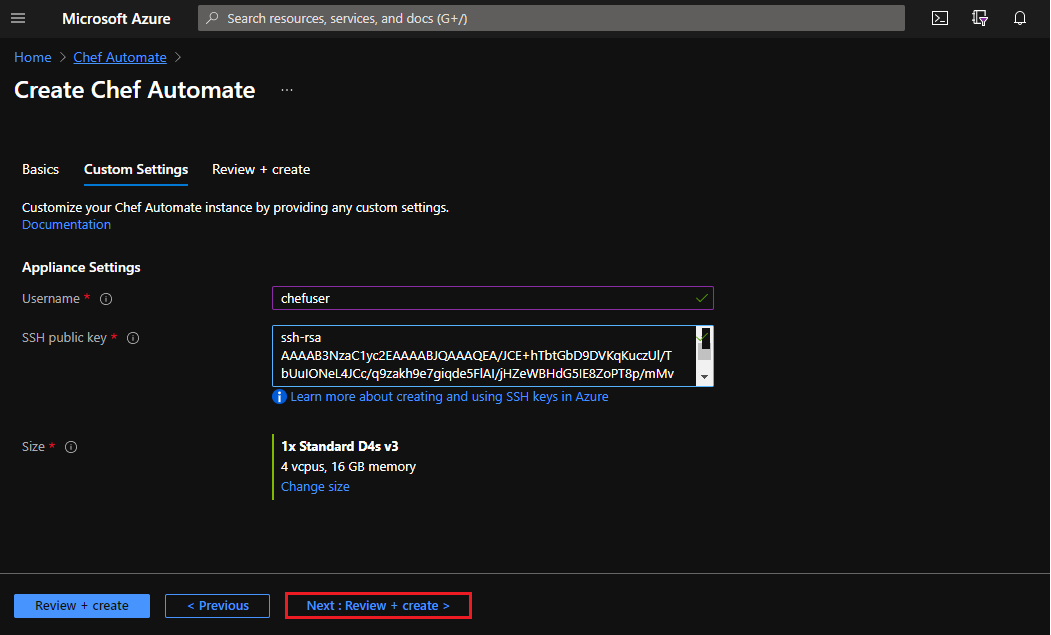 Microsoft Azure
Search resources, services, and docs (G+/)
Home > Chef Automate >
Create Chef Automate ...
Basics Custom Settings Review + create
Customize your Chef Automate instance by providing any custom settings.
Documentation
Appliance Settings
Username *
chefuser
SSH public key *
ssh-rsa
AAAAB3NzaC1yc2EAAAABJQAAAQEA/JCE+hTbtGbD9DVKqKuczUl/T
bUuIONeL4JCc/q9zakh9e7giqde5FlAI/jHZeWBHdG5IE8ZoPT8p/mMv
Learn more about creating and using SSH keys in Azure
Size *
1x Standard D4s v3
4 vcpus, 16 GB memory
Change size
Review + create < Previous Next : Review + create >